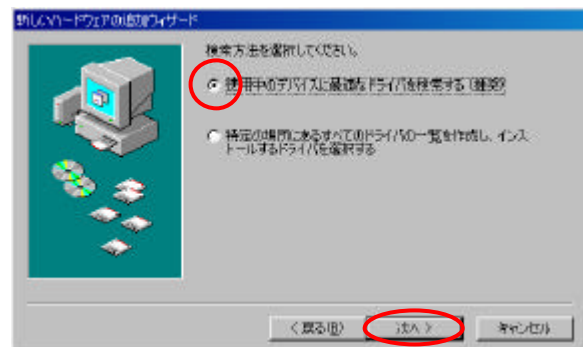 新しいハードウェアの追加ウィザード
検索方法を選択してください。
使用中のデバイスに最適なドライバを検索する (推奨)
特定の場所にあるすべてのドライバの一覧を作成し、インス
トールするドライバを選択する
< 戻る(B)
次へ >
キャンセル